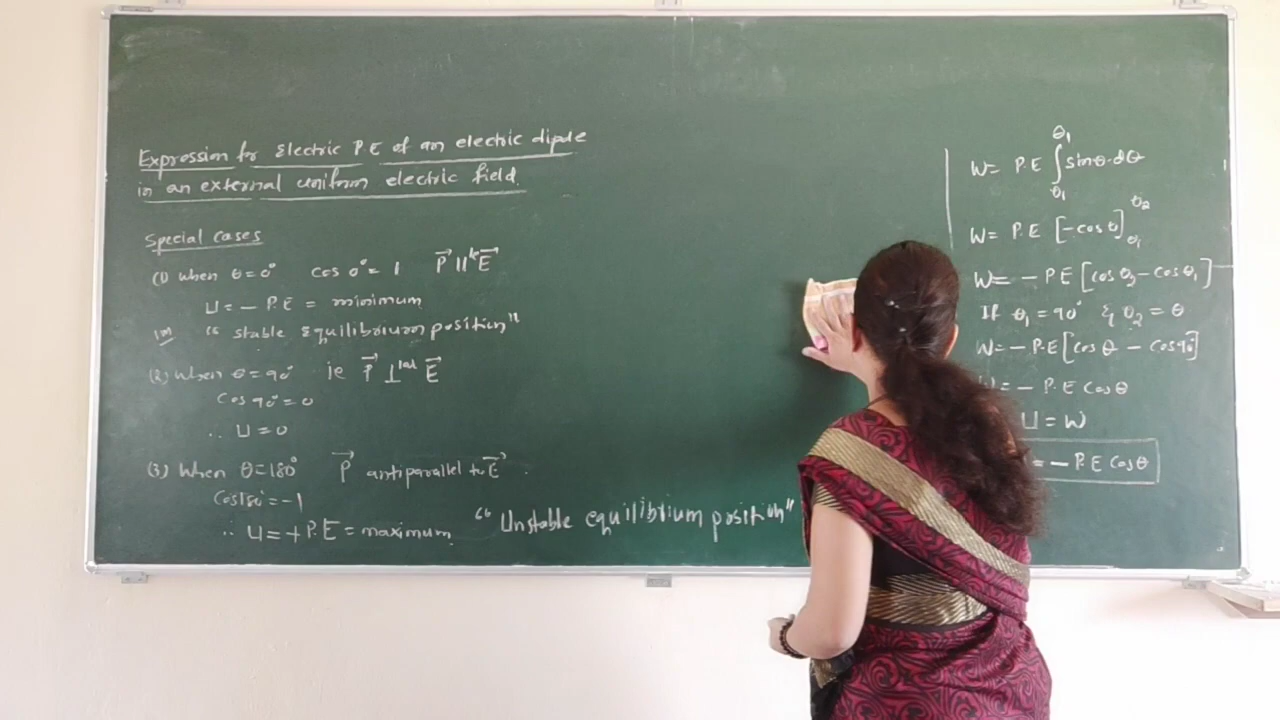 Expression for Electric P E of an electric dipole
in an external uniform electric field.
Special cases
(1) When θ = 0° cos 0° = 1 P⃗ ||le E⃗
U = − P.E = minimum
"stable Equilibrium position"
(2) When θ = 90° ie P⃗ ⊥lar E⃗
Cos 90° = 0
∴ U = 0
(3) When θ = 180° P⃗ antiparallel to E⃗
Cos 180° = −1
∴ U = + P.E = maximum "Unstable equilibrium position"
θ₁
W = P.E ∫ sinθ.dθ
θ₁
W = P.E [−cos θ]θ₁^θ₂
W = − P E [cos θ₂ − cos θ₁]
If θ₁ = 90° & θ₂ = θ
W = − P.E [cos θ − cos 90°]
W = − P.E Cos θ
U = W
= − P.E Cos θ